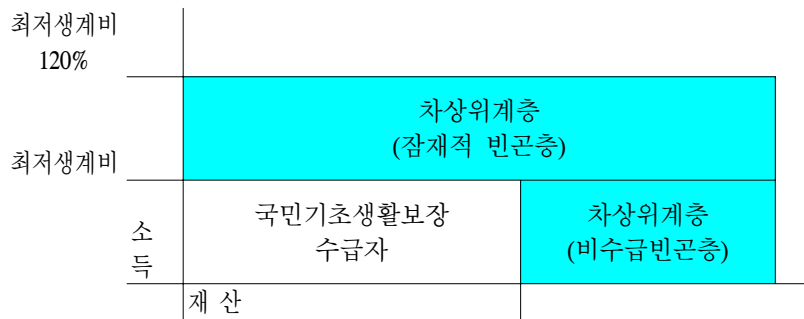 최저생계비
120%
차상위계층
(잠재적 빈곤층)
최저생계비
국민기초생활보장
수급자
차상위계층
(비수급빈곤층)
소
득
재 산